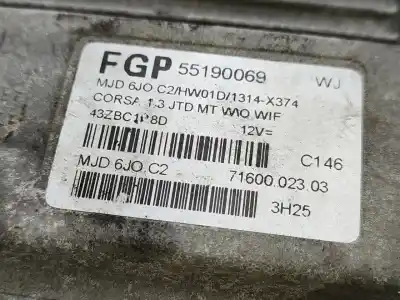 FGP 55190069 WJ
MJD 6JO.C2/HW01D/1314-X374
CORSA 1.3 JTD MT WO.WIF
12V=
C146
MJD 6JO.C2 71600.023.03
3H25